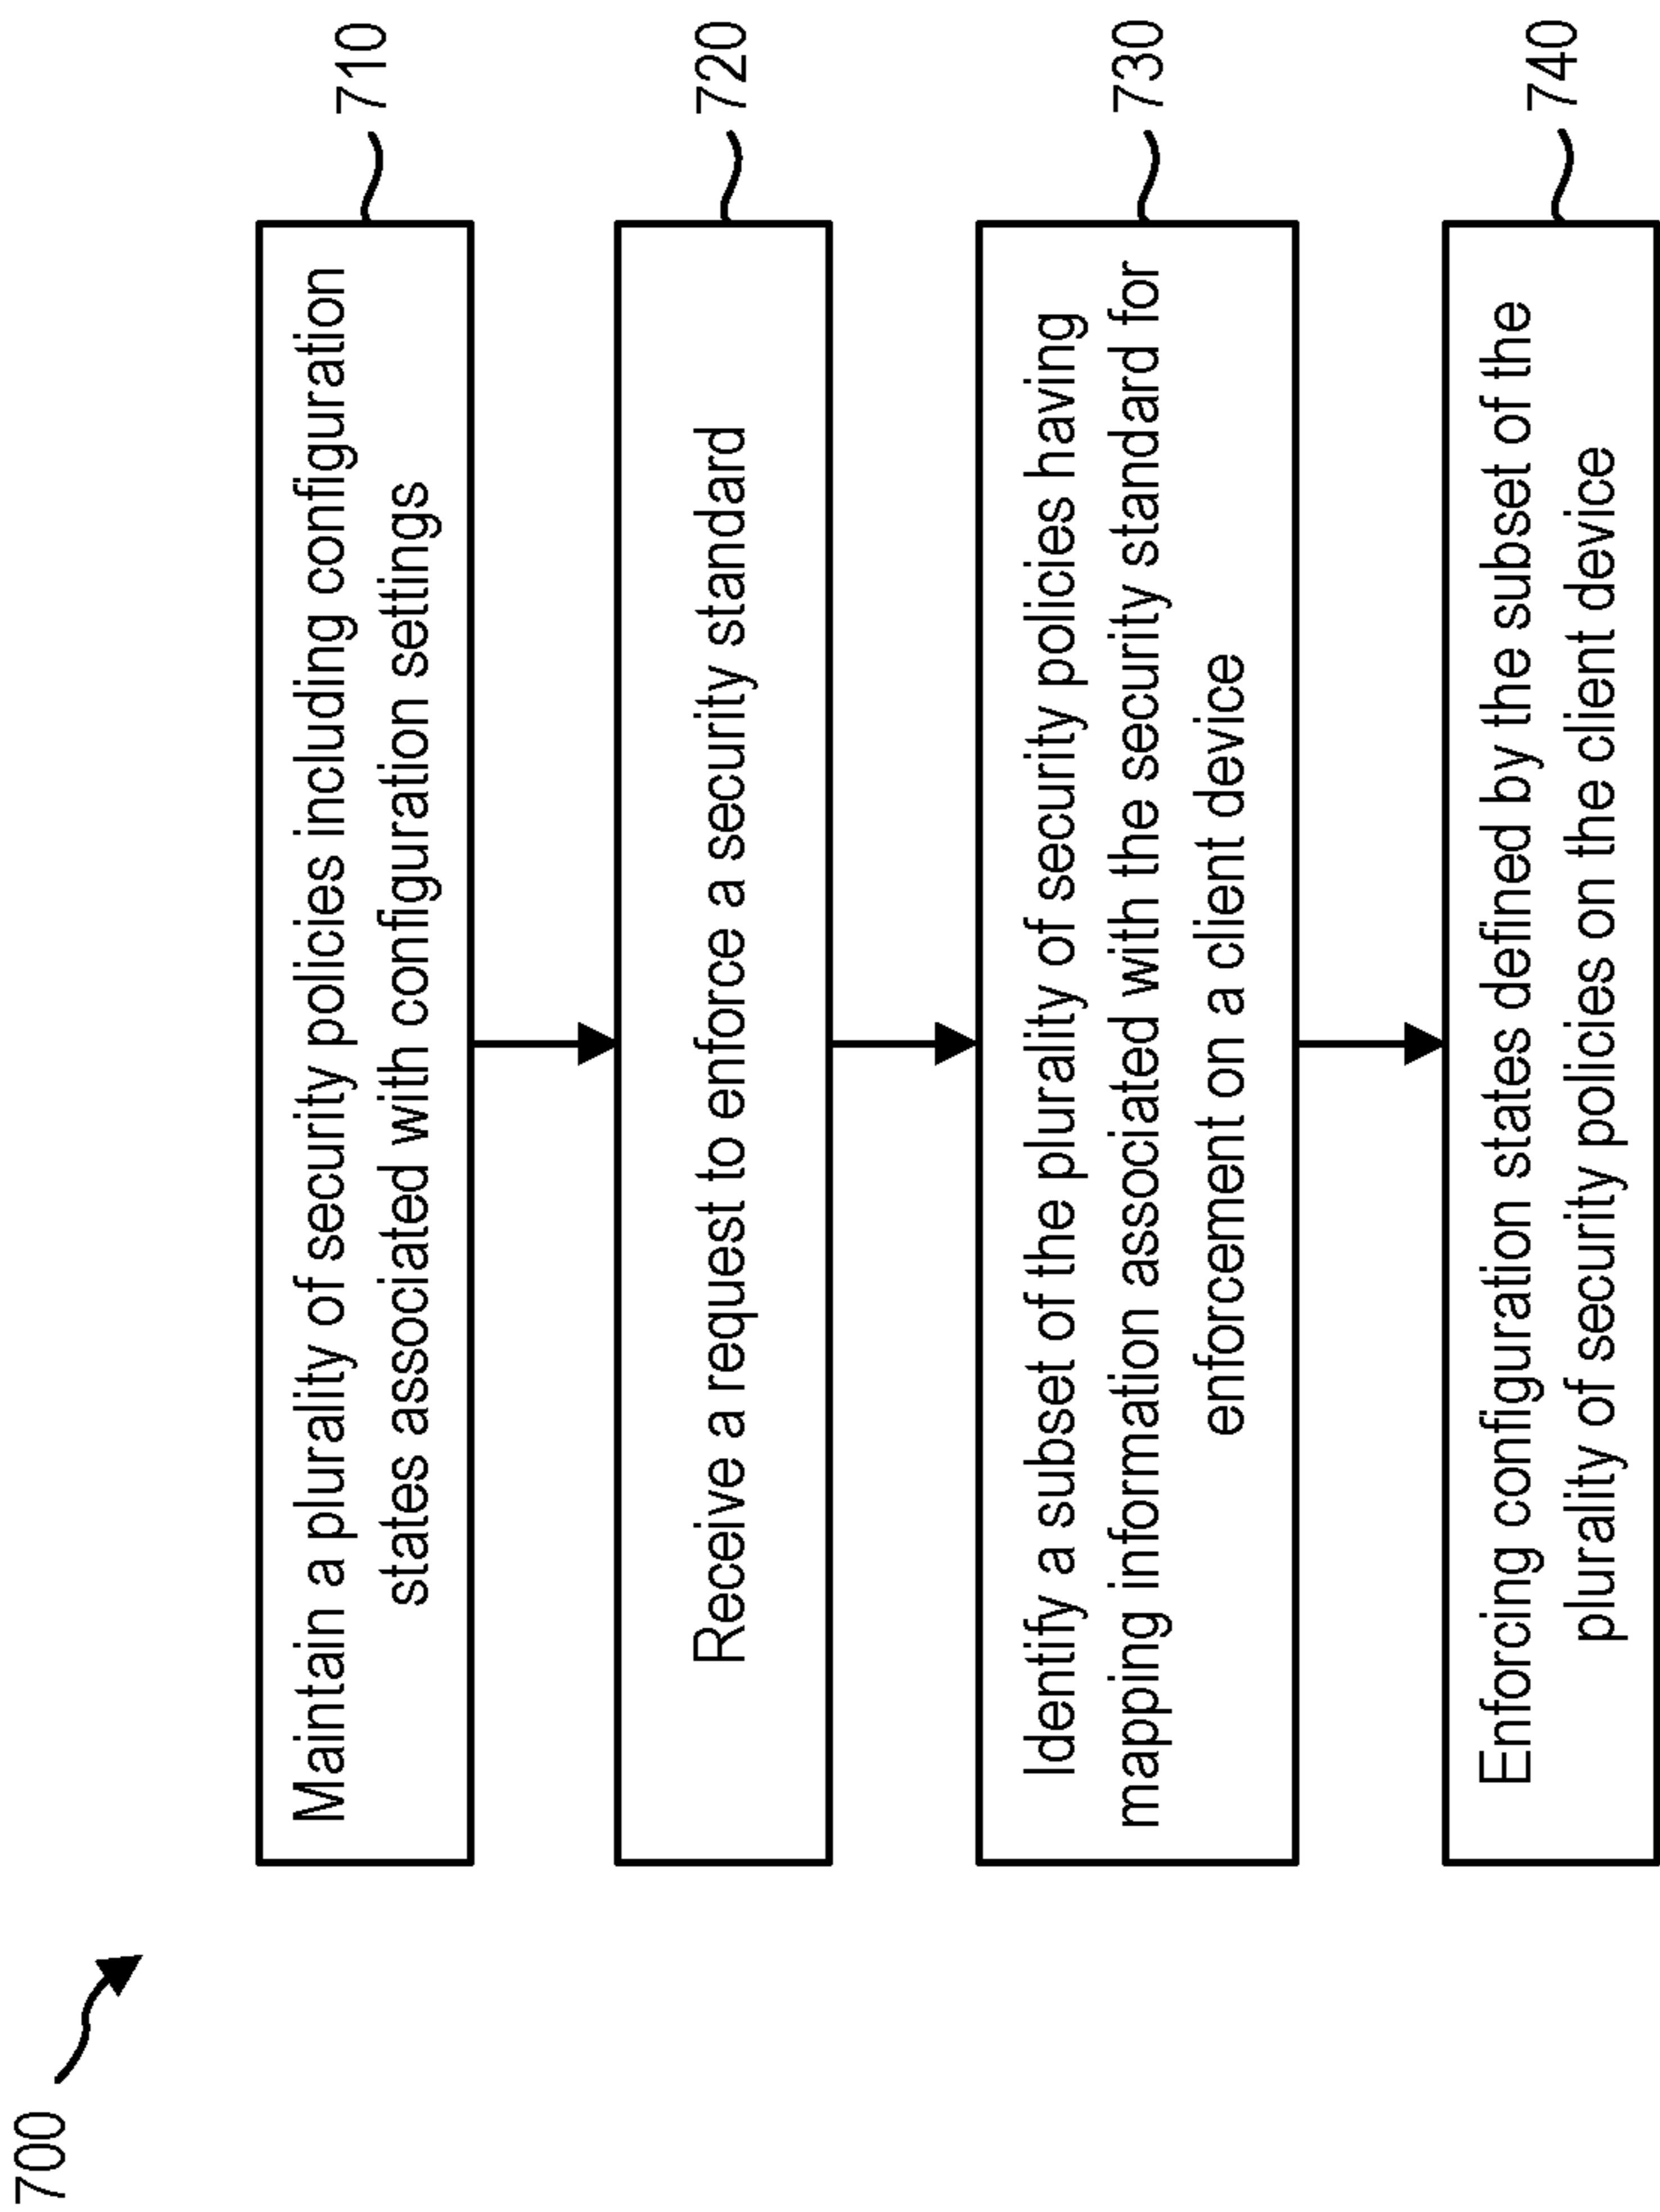 700
Maintain a plurality of security policies including configuration
states associated with configuration settings
710
Receive a request to enforce a security standard
720
Identify a subset of the plurality of security policies having
mapping information associated with the security standard for
enforcement on a client device
730
Enforcing configuration states defined by the subset of the
plurality of security policies on the client device
740